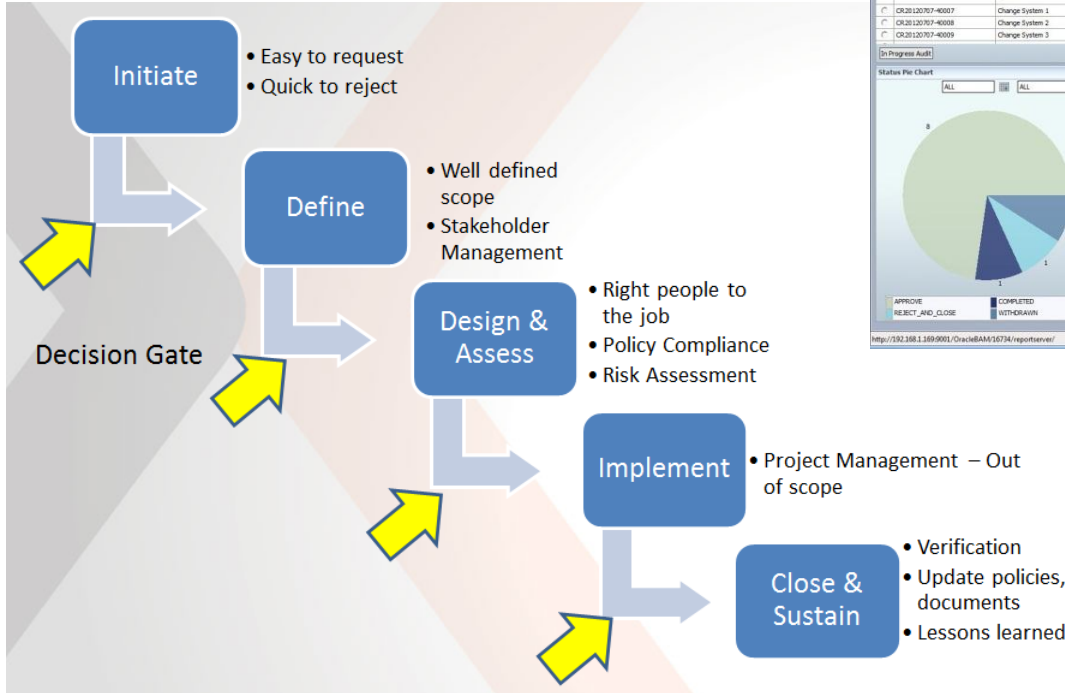 Initiate
• Easy to request
• Quick to reject
Define
• Well defined
scope
• Stakeholder
Management
Decision Gate
Design &
Assess
• Right people to
the job
• Policy Compliance
• Risk Assessment
Implement
• Project Management – Out
of scope
Close &
Sustain
• Verification
• Update policies,
documents
• Lessons learned
CR20120707-40007 Change System 1
CR20120707-40008 Change System 2
CR20120707-40009 Change System 3
In Progress Audit
Status Pie Chart
ALL ALL
8
1
1
APPROVE COMPLETED
REJECT_AND_CLOSE WITHDRAWN
http://192.168.1.169:9001/OracleBAM/16734/reportserver/